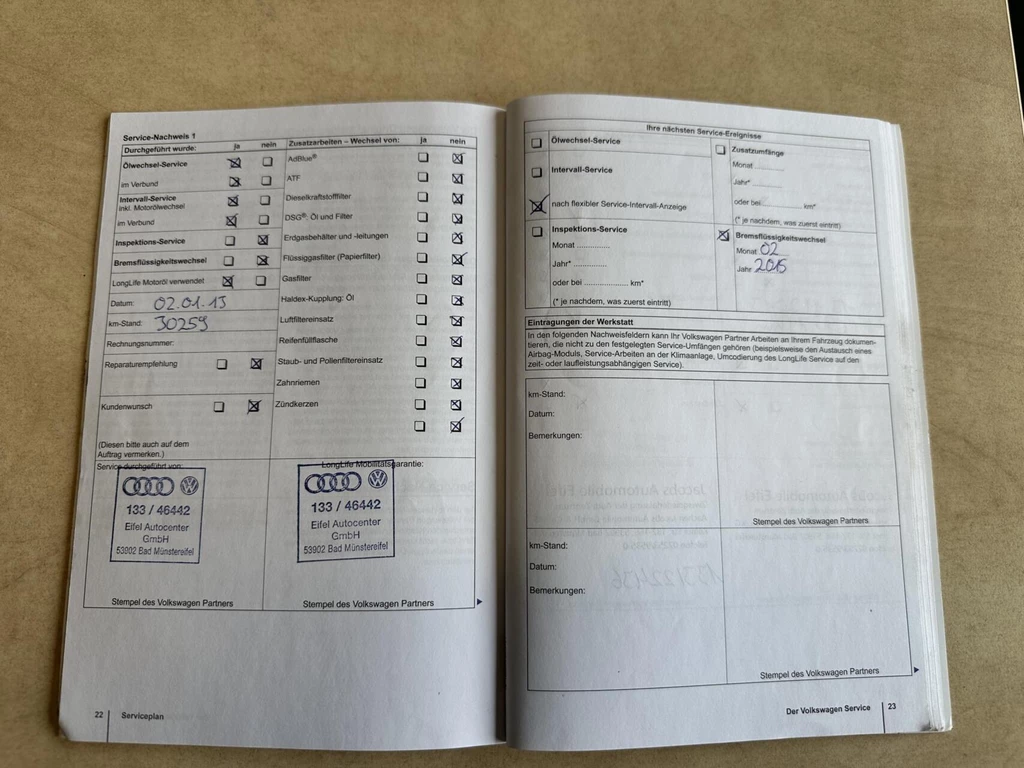 Service-Nachweis 1
Durchgeführt wurde: ja nein
Ölwechsel-Service
im Verbund
Intervall-Service
inkl. Motorölwechsel
im Verbund
Inspektions-Service
Bremsflüssigkeitswechsel
LongLife Motoröl verwendet
Datum: 02.01.15
km-Stand: 30259
Rechnungsnummer:
Reparaturempfehlung
Kundenwunsch
(Diesen bitte auch auf dem
Auftrag vermerken.)
Zusatzarbeiten – Wechsel von: ja nein
AdBlue®
ATF
Dieselkraftstofffilter
DSG®: Öl und Filter
Erdgasbehälter und -leitungen
Flüssiggasfilter (Papierfilter)
Gasfilter
Haldex-Kupplung: Öl
Luftfiltereinsatz
Reifenfüllflasche
Staub- und Pollenfiltereinsatz
Zahnriemen
Zündkerzen
Service durchgeführt von:
133 / 46442
Eifel Autocenter
GmbH
53902 Bad Münstereifel
Stempel des Volkswagen Partners
LongLife Mobilitätsgarantie:
133 / 46442
Eifel Autocenter
GmbH
53902 Bad Münstereifel
Stempel des Volkswagen Partners
22 Serviceplan
Ihre nächsten Service-Ereignisse
Ölwechsel-Service
Intervall-Service
nach flexibler Service-Intervall-Anzeige
Inspektions-Service
Monat ..............
Jahr* ..............
oder bei ...................... km*
(* je nachdem, was zuerst eintritt)
Zusatzumfänge
Monat ..............
Jahr* ..............
oder bei ................ km*
(* je nachdem, was zuerst eintritt)
Bremsflüssigkeitswechsel
Monat 02
Jahr 2015
Eintragungen der Werkstatt
In den folgenden Nachweisfeldern kann Ihr Volkswagen Partner Arbeiten an Ihrem Fahrzeug dokumen-
tieren, die nicht zu den festgelegten Service-Umfängen gehören (beispielsweise den Austausch eines
Airbag-Moduls, Service-Arbeiten an der Klimaanlage, Umcodierung des LongLife Service auf den
zeit- oder laufleistungsabhängigen Service).
km-Stand:
Datum:
Bemerkungen:
Stempel des Volkswagen Partners
km-Stand:
Datum:
Bemerkungen:
Stempel des Volkswagen Partners
Der Volkswagen Service 23